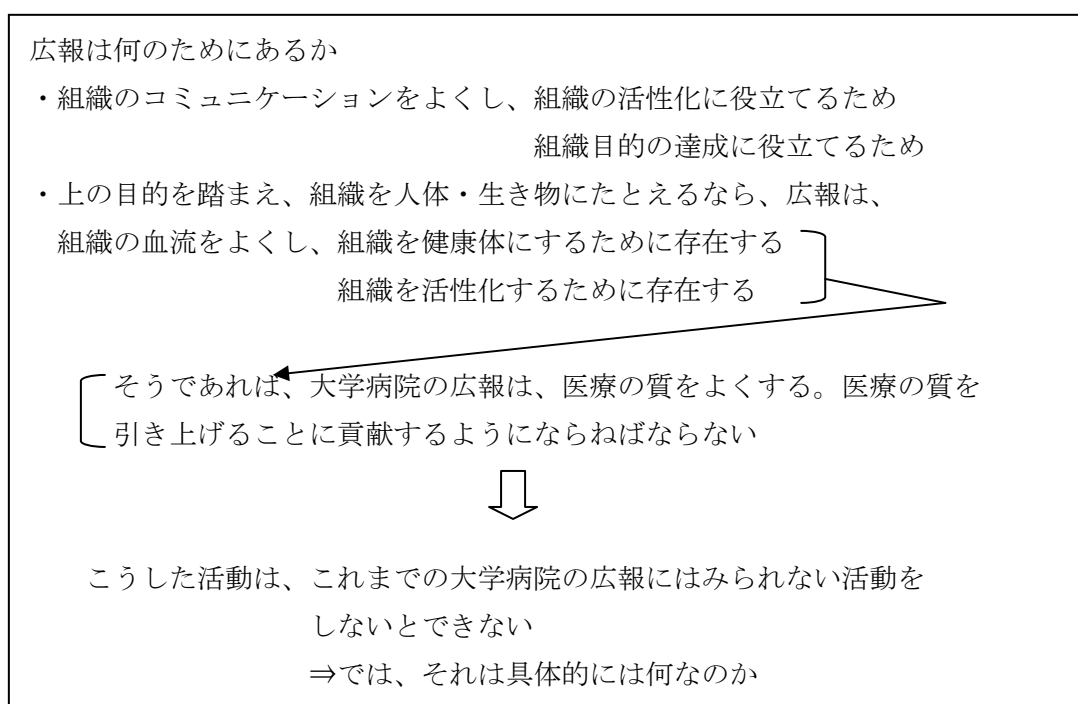 広報は何のためにあるか
・組織のコミュニケーションをよくし、組織の活性化に役立てるため
組織目的の達成に役立てるため
・上の目的を踏まえ、組織を人体・生き物にたとえるなら、広報は、
組織の血流をよくし、組織を健康体にするために存在する
組織を活性化するために存在する
そうであれば、大学病院の広報は、医療の質をよくする。医療の質を
引き上げることに貢献するようにならねばならない
こうした活動は、これまでの大学病院の広報にはみられない活動を
しないとできない
⇒では、それは具体的には何なのか